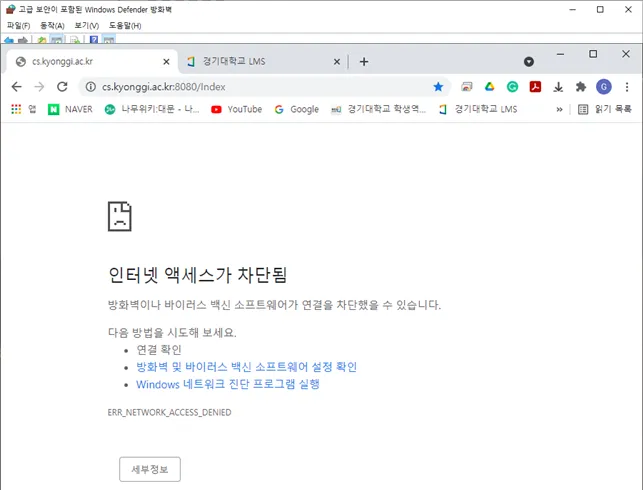 고급 보안이 포함된 Windows Defender 방화벽
파일(F) 동작(A) 보기(V) 도움말(H)
cs.kyonggi.ac.kr 경기대학교 LMS
cs.kyonggi.ac.kr:8080/Index G
앱 NAVER 나무위키:대문 - 나... YouTube Google 경기대학교 학생역... 경기대학교 LMS » 읽기 목록
인터넷 액세스가 차단됨
방화벽이나 바이러스 백신 소프트웨어가 연결을 차단했을 수 있습니다.
다음 방법을 시도해 보세요.
• 연결 확인
• 방화벽 및 바이러스 백신 소프트웨어 설정 확인
• Windows 네트워크 진단 프로그램 실행
ERR_NETWORK_ACCESS_DENIED
세부정보